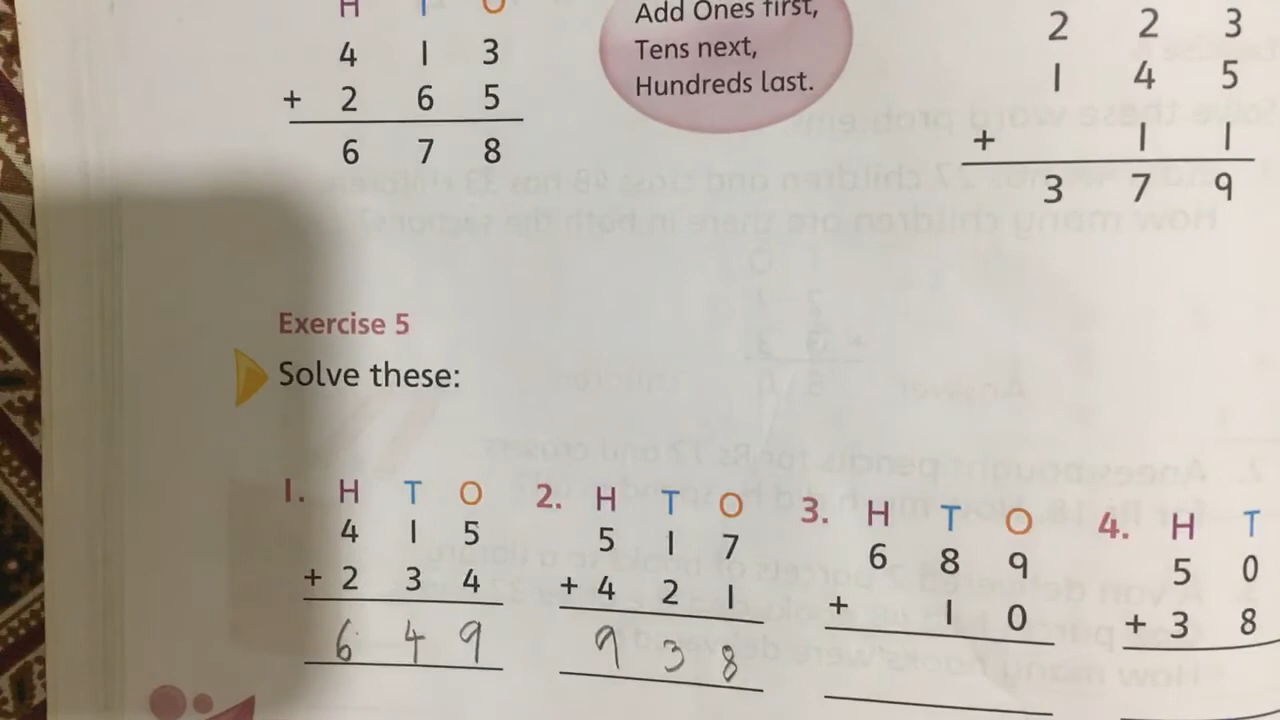 H T O
4 1 3
+ 2 6 5
6 7 8
Add Ones first,
Tens next,
Hundreds last.
2 2 3
1 4 5
+ 1 1
3 7 9
Exercise 5
Solve these:
1. H T O
4 1 5
+ 2 3 4
6 4 9
2. H T O
5 1 7
+ 4 2 1
9 3 8
3. H T O
6 8 9
+ 1 0
4. H T
5 0
+ 3 8